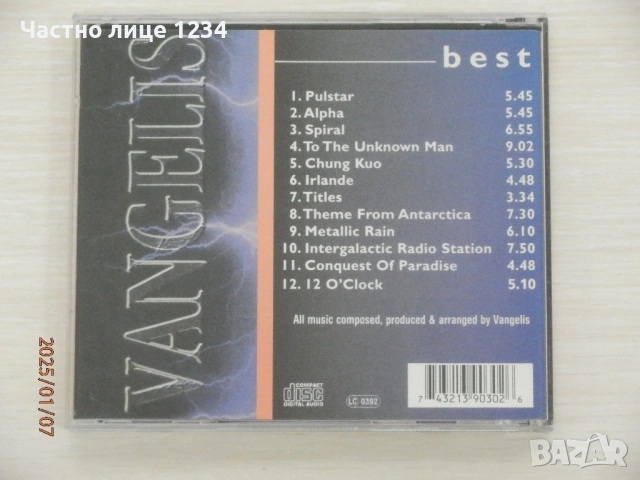 Частно лице 1234
VANGELIS
best
1. Pulstar 5.45
2. Alpha 5.45
3. Spiral 6.55
4. To The Unknown Man 9.02
5. Chung Kuo 5.30
6. Irlande 4.48
7. Titles 3.34
8. Theme From Antarctica 7.30
9. Metallic Rain 6.10
10. Intergalactic Radio Station 7.50
11. Conquest Of Paradise 4.48
12. 12 O'Clock 5.10
All music composed, produced & arranged by Vangelis
COMPACT
disc
DIGITAL AUDIO
LC 0392
7 43213 90302 6
2025/01/07
BAZAR